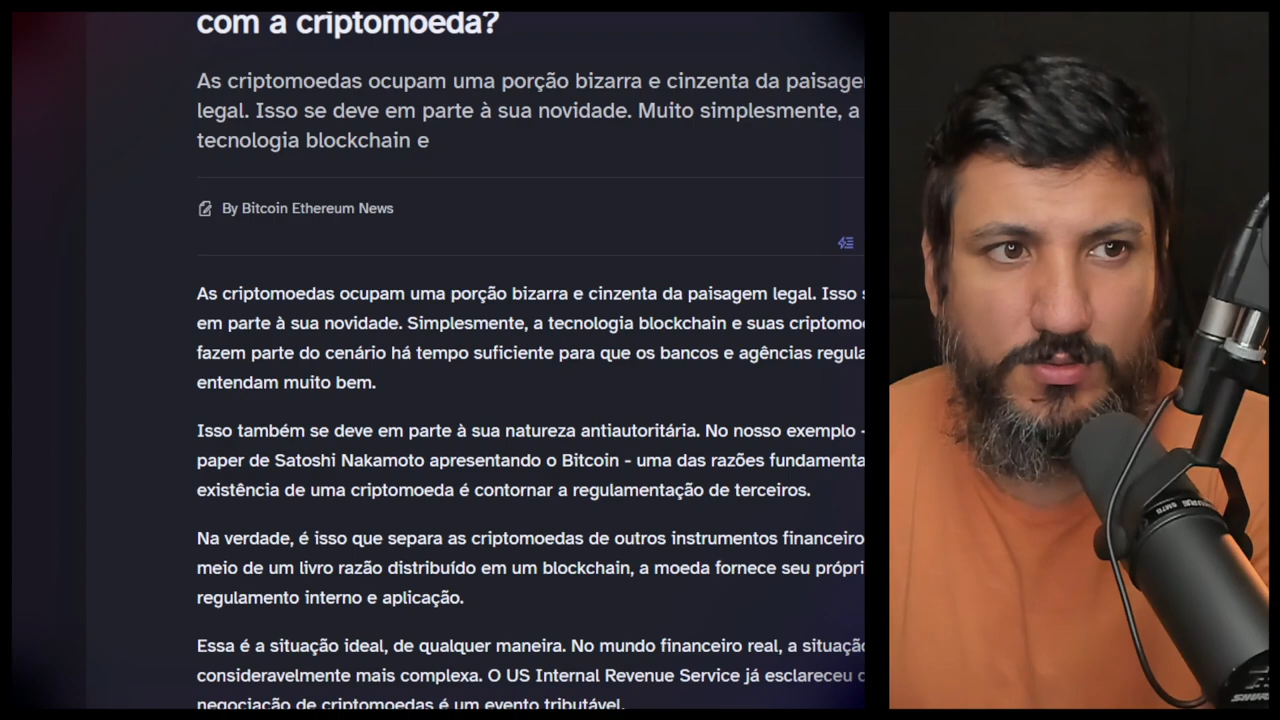 com a criptomoeda?
As criptomoedas ocupam uma porção bizarra e cinzenta da
legal. Isso se deve em parte à sua novidade. Muito simplesmente, a
tecnologia blockchain e
By Bitcoin Ethereum News
As criptomoedas ocupam uma porção bizarra e cinzenta da paisagem legal. Isso
em parte à sua novidade. Simplesmente, a tecnologia blockchain e suas
fazem parte do cenário há tempo suficiente para que os bancos e agências
entendam muito bem.
Isso também se deve em parte à sua natureza antiautoritária. No nosso exemplo -
paper de Satoshi Nakamoto apresentando o Bitcoin - uma das razões
existência de uma criptomoeda é contornar a regulamentação de terceiros.
Na verdade, é isso que separa as criptomoedas de outros instrumentos
meio de um livro razão distribuído em um blockchain, a moeda fornece seu
regulamento interno e aplicação.
Essa é a situação ideal, de qualquer maneira. No mundo financeiro real, a
consideravelmente mais complexa. O US Internal Revenue Service já esclareceu
negociação de criptomoedas é um evento tributável.
SM7B
SHURE